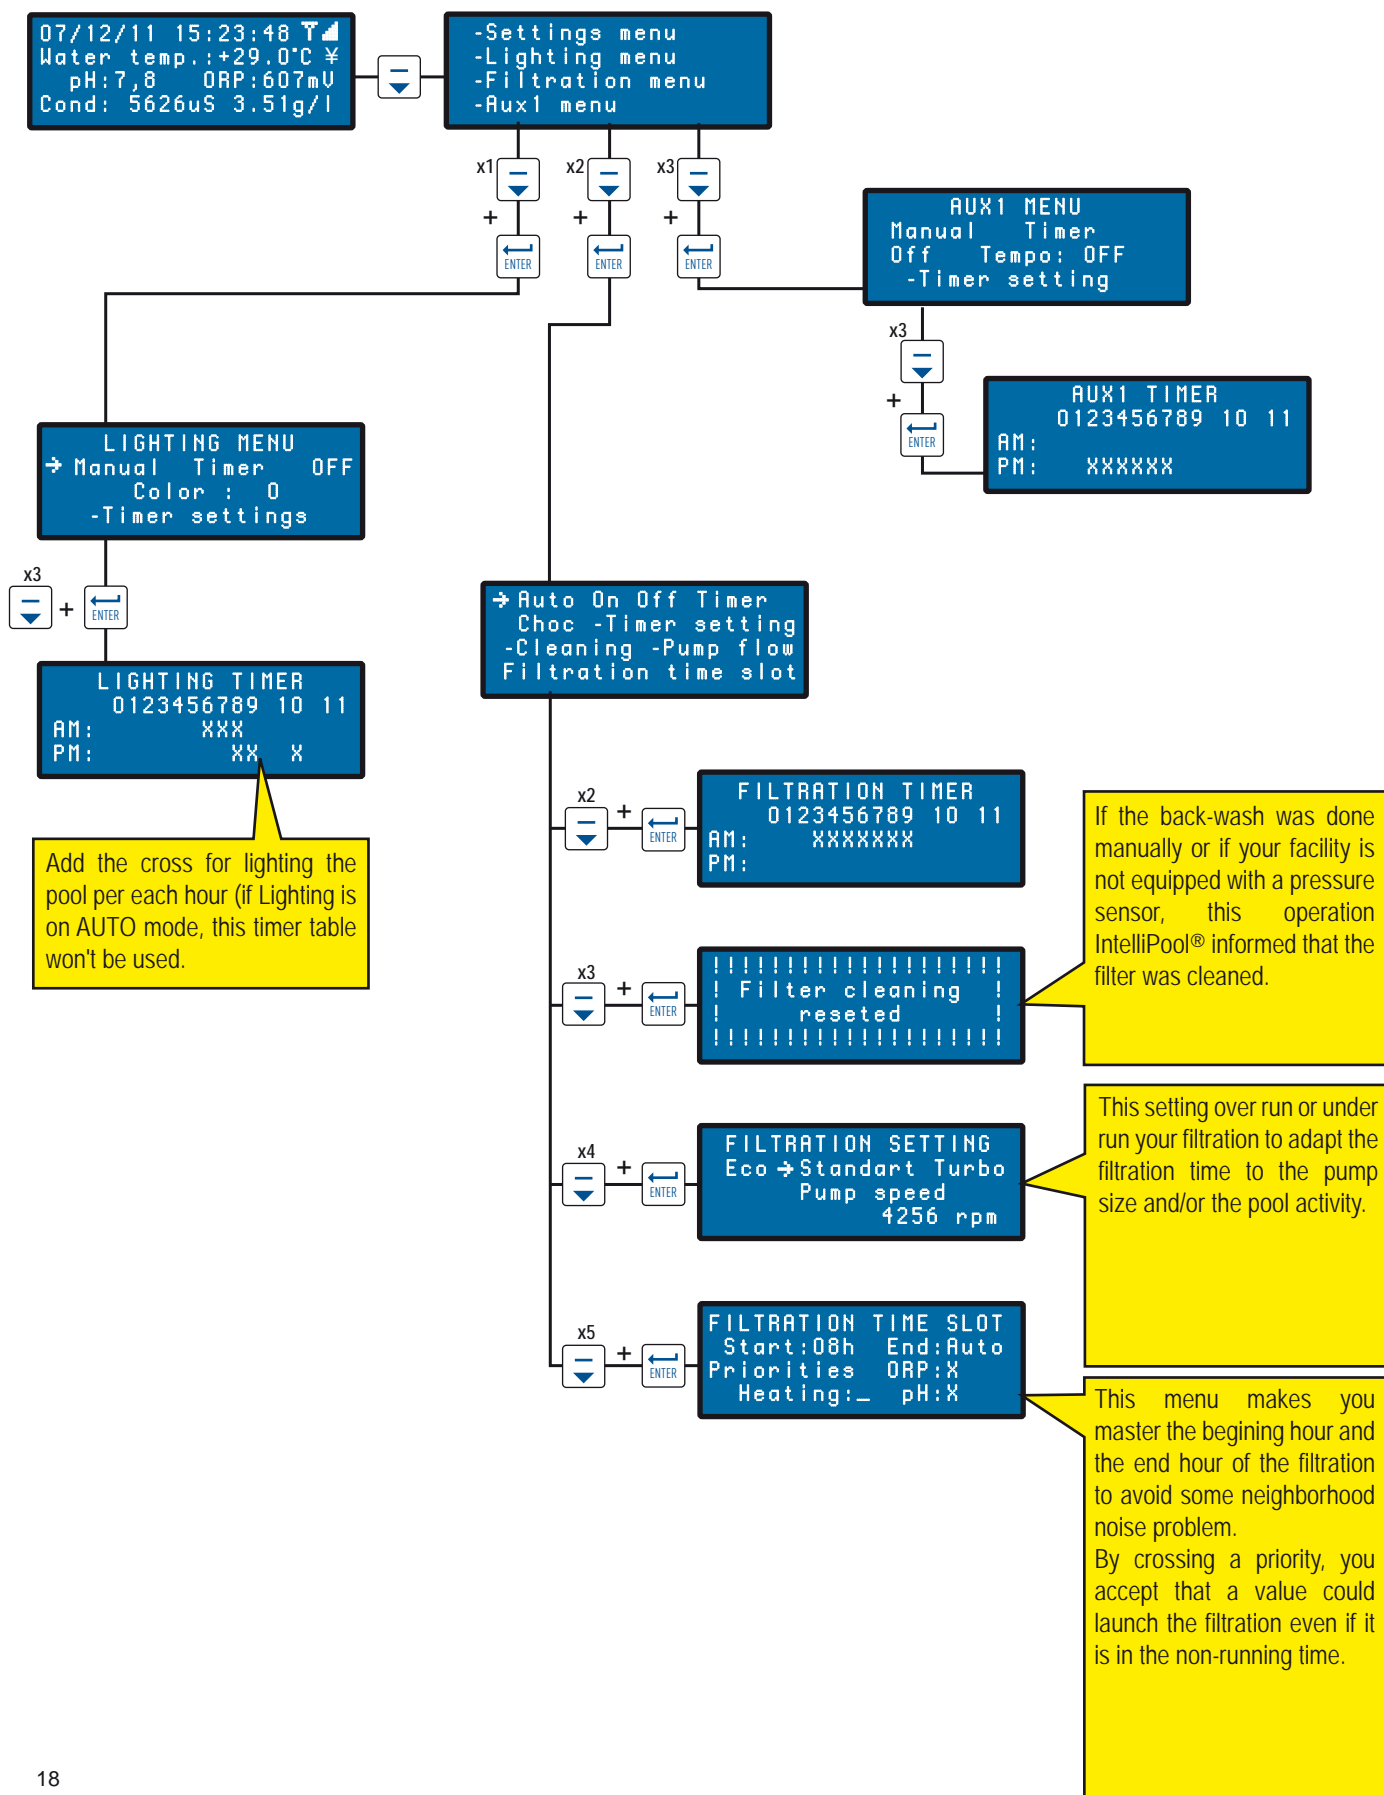 07/12/11 15:23:48
Water temp.:+29.0°C ¥
pH:7,8 ORP:607mV
Cond: 5626uS 3.51g/l
-Settings menu
-Lighting menu
-Filtration menu
-Aux1 menu
x1
x2
x3
+
+
+
ENTER
ENTER
ENTER
AUX1 MENU
Manual Timer
Off Tempo: OFF
-Timer setting
x3
+
ENTER
AUX1 TIMER
0123456789 10 11
AM:
PM: XXXXXX
LIGHTING MENU
→Manual Timer OFF
Color : 0
-Timer settings
x3
+
ENTER
LIGHTING TIMER
0123456789 10 11
AM: XXX
PM: XX X
Add the cross for lighting the
pool per each hour (if Lighting is
on AUTO mode, this timer table
won't be used.
→Auto On Off Timer
Choc -Timer setting
-Cleaning -Pump flow
Filtration time slot
x2
+
ENTER
FILTRATION TIMER
0123456789 10 11
AM: XXXXXXX
PM:
If the back-wash was done
manually or if your facility is
not equipped with a pressure
sensor, this operation
IntelliPool® informed that the
filter was cleaned.
x3
+
ENTER
!!!!!!!!!!!!!!!!!!!!
! Filter cleaning !
! reseted !
!!!!!!!!!!!!!!!!!!!!
x4
+
ENTER
FILTRATION SETTING
Eco →Standart Turbo
Pump speed
4256 rpm
This setting over run or under
run your filtration to adapt the
filtration time to the pump
size and/or the pool activity.
x5
+
ENTER
FILTRATION TIME SLOT
Start:08h End:Auto
Priorities ORP:X
Heating:_ pH:X
This menu makes you
master the begining hour and
the end hour of the filtration
to avoid some neighborhood
noise problem.
By crossing a priority, you
accept that a value could
launch the filtration even if it
is in the non-running time.
18